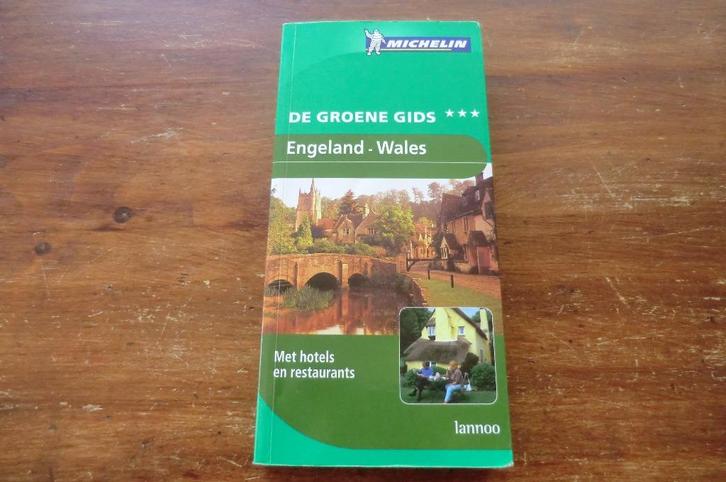 MICHELIN
DE GROENE GIDS ★★★
Engeland - Wales
Met hotels
en restaurants
lannoo